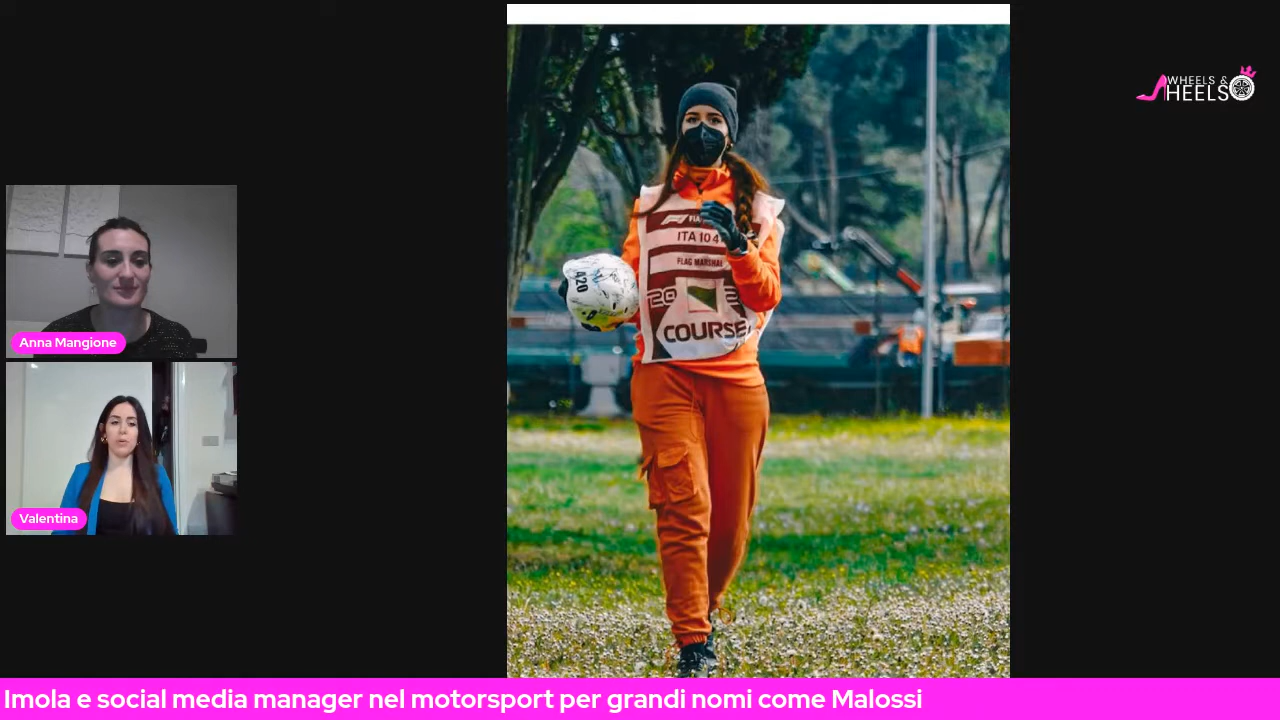 WHEELS &
HEELS
ITA 104
FLAG MARSHAL
420
20
COURSE
Anna Mangione
Valentina
Imola e social media manager nel motorsport per grandi nomi come Malossi